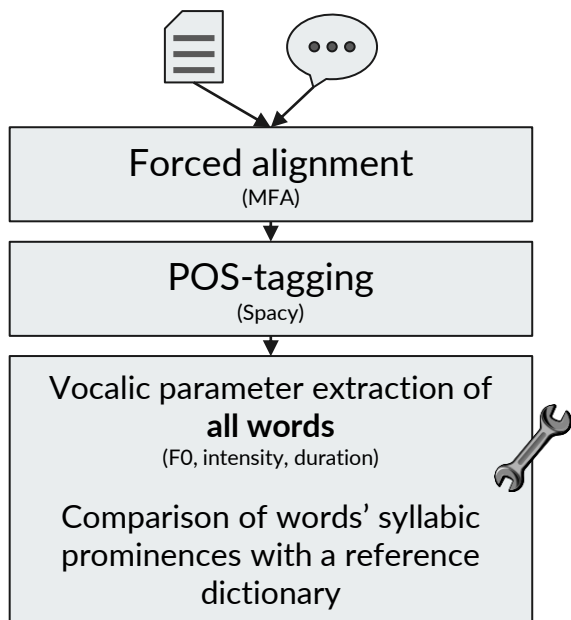 Forced alignment
(MFA)
POS-tagging
(Spacy)
Vocalic parameter extraction of
all words
(F0, intensity, duration)
Comparison of words’ syllabic
prominences with a reference
dictionary